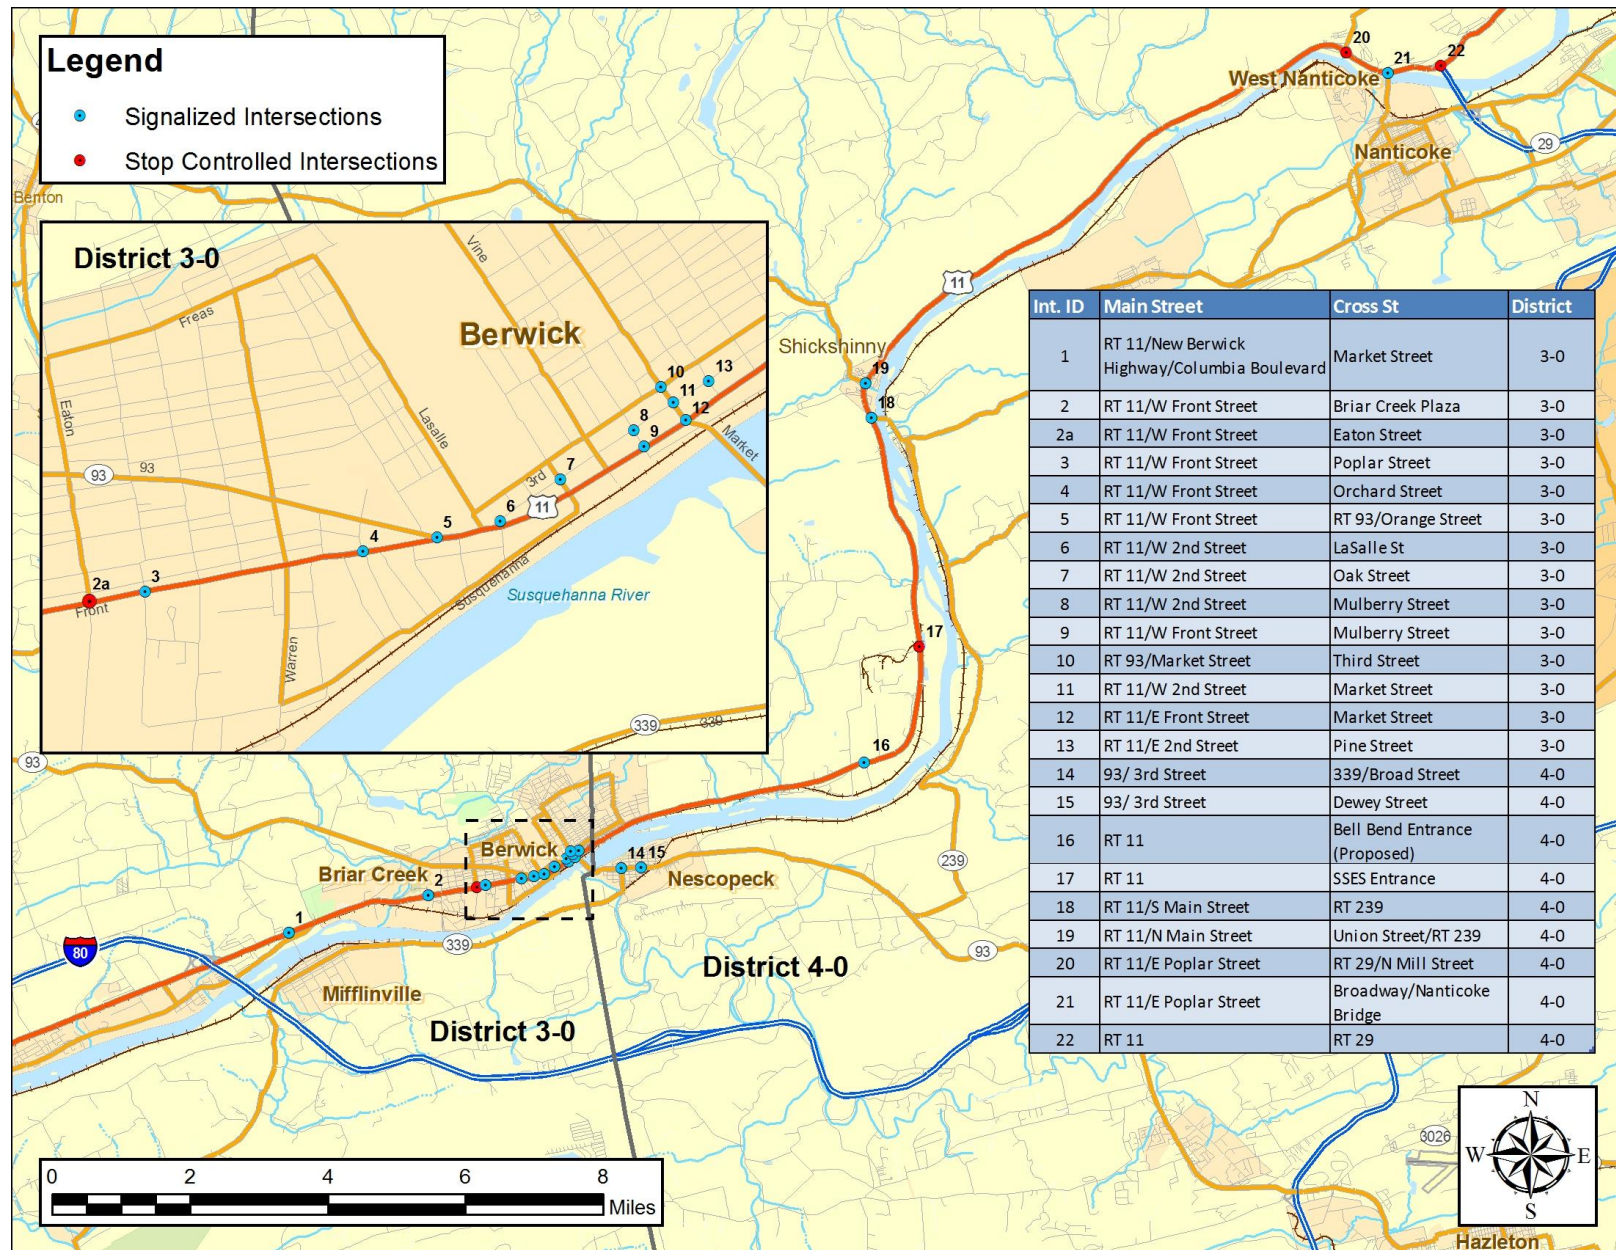 Legend
Signalized Intersections
Stop Controlled Intersections
Benton
20
21
22
West Nanticoke
Nanticoke
29
11
Shickshinny
19
18
17
16
District 3-0
Berwick
Vine
Freas
Eaton
Lasalle
93
93
3rd
11
Market
Front
Warren
Susquehanna
Susquehanna River
2a
3
4
5
6
7
8
9
10
11
12
13
339
339
93
Berwick
Briar Creek
2
1
14 15
Nescopeck
239
93
339
80
Mifflinville
District 4-0
District 3-0
3026
Hazleton
Int. ID Main Street Cross St District
1 RT 11/New Berwick Highway/Columbia Boulevard Market Street 3-0
2 RT 11/W Front Street Briar Creek Plaza 3-0
2a RT 11/W Front Street Eaton Street 3-0
3 RT 11/W Front Street Poplar Street 3-0
4 RT 11/W Front Street Orchard Street 3-0
5 RT 11/W Front Street RT 93/Orange Street 3-0
6 RT 11/W 2nd Street LaSalle St 3-0
7 RT 11/W 2nd Street Oak Street 3-0
8 RT 11/W 2nd Street Mulberry Street 3-0
9 RT 11/W Front Street Mulberry Street 3-0
10 RT 93/Market Street Third Street 3-0
11 RT 11/W 2nd Street Market Street 3-0
12 RT 11/E Front Street Market Street 3-0
13 RT 11/E 2nd Street Pine Street 3-0
14 93/ 3rd Street 339/Broad Street 4-0
15 93/ 3rd Street Dewey Street 4-0
16 RT 11 Bell Bend Entrance (Proposed) 4-0
17 RT 11 SSES Entrance 4-0
18 RT 11/S Main Street RT 239 4-0
19 RT 11/N Main Street Union Street/RT 239 4-0
20 RT 11/E Poplar Street RT 29/N Mill Street 4-0
21 RT 11/E Poplar Street Broadway/Nanticoke Bridge 4-0
22 RT 11 RT 29 4-0
0 2 4 6 8
Miles
N
W E
S